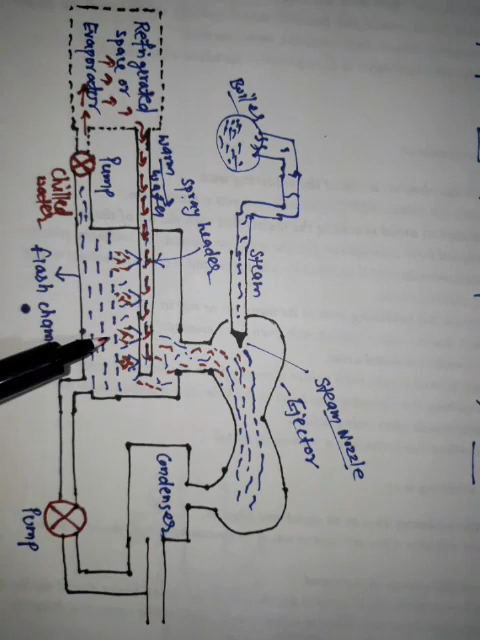 Refrigerated
space or
Evaporator
Boiler
Steam
Steam Nozzle
Ejector
warm
water
spray header
Pump
chilled
water
flash cham
Condenser
Pump